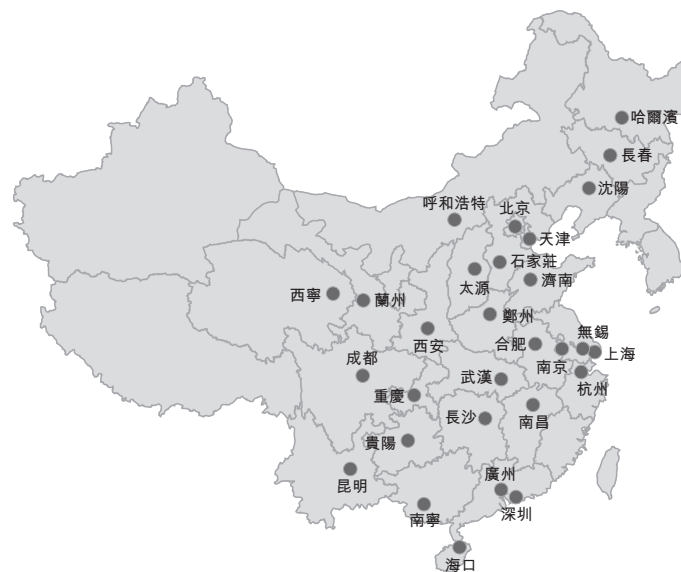 哈爾濱
長春
沈陽
呼和浩特
北京
天津
石家莊
太源
濟南
西寧
蘭州
鄭州
西安
合肥
無錫
上海
南京
成都
武漢
杭州
重慶
長沙
南昌
貴陽
昆明
廣州
深圳
南寧
海口